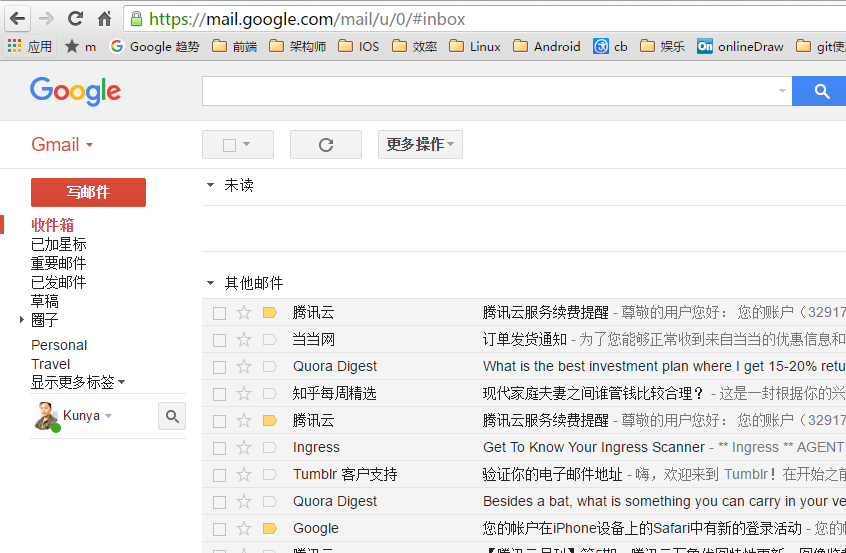 https://mail.google.com/mail/u/0/#inbox
应用 m Google 趋势 前端 架构师 IOS 效率 Linux Android cb 娱乐 On onlineDraw git使
Google
Gmail 更多操作
写邮件 未读
收件箱
已加星标
重要邮件
已发邮件 其他邮件
草稿
圈子
Personal
Travel
显示更多标签
Kunya
腾讯云 腾讯云服务续费提醒 - 尊敬的用户您好： 您的账户（32917
当当网 订单发货通知 - 为了您能够正常收到来自当当的优惠信息和
Quora Digest What is the best investment plan where I get 15-20% retu
知乎每周精选 现代家庭夫妻之间谁管钱比较合理？ - 这是一封根据你的兴
腾讯云 腾讯云服务续费提醒 - 尊敬的用户您好： 您的账户（32917
Ingress Get To Know Your Ingress Scanner - ** Ingress ** AGENT
Tumblr 客户支持 验证你的电子邮件地址 - 嗨，欢迎来到 Tumblr！在开始之前
Quora Digest Besides a bat, what is something you can carry in your ve
Google 您的帐户在iPhone设备上的Safari中有新的登录活动 - 您的帐